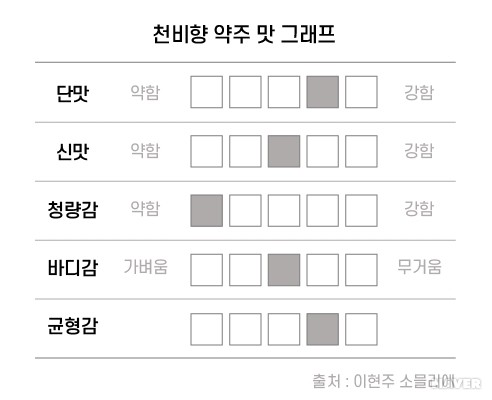 천비향 약주 맛 그래프
단맛 약함 강함
신맛 약함 강함
청량감 약함 강함
바디감 가벼움 무거움
균형감
출처 : 이현주 소믈리에